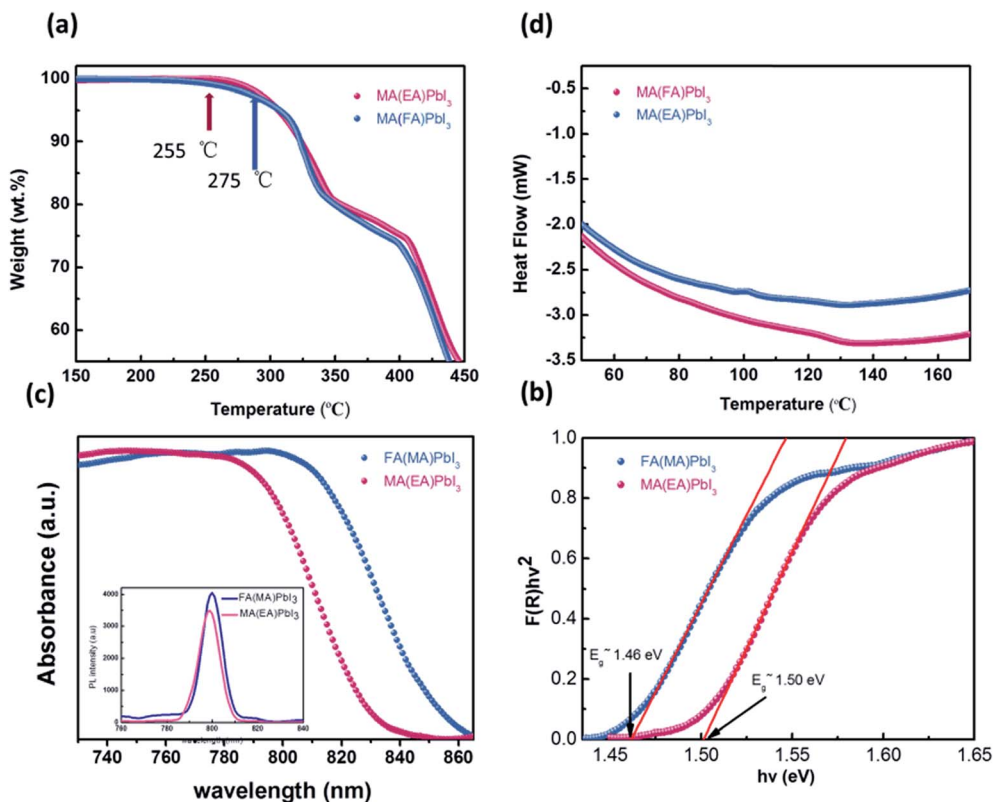 (a)
100
90
80
70
60
150
200
250
300
350
400
450
Weight (wt.%)
Temperature (°C)
MA(EA)PbI₃
MA(FA)PbI₃
255 ℃
275 ℃
(d)
-0.5
-1.0
-1.5
-2.0
-2.5
-3.0
-3.5
60
80
100
120
140
160
Heat Flow (mW)
Temperature (°C)
MA(FA)PbI₃
MA(EA)PbI₃
(c)
Absorbance (a.u.)
FA(MA)PbI₃
MA(EA)PbI₃
4000
3000
2000
1000
0
760
780
800
820
840
PL intensity (a.u)
FA(MA)PbI₃
MA(EA)PbI₃
740
760
780
800
820
840
860
wavelength (nm)
(b)
1.0
0.8
0.6
0.4
0.2
0.0
F(R)hv²
FA(MA)PbI₃
MA(EA)PbI₃
Eg~ 1.46 eV
Eg~ 1.50 eV
1.45
1.50
1.55
1.60
1.65
hv (eV)